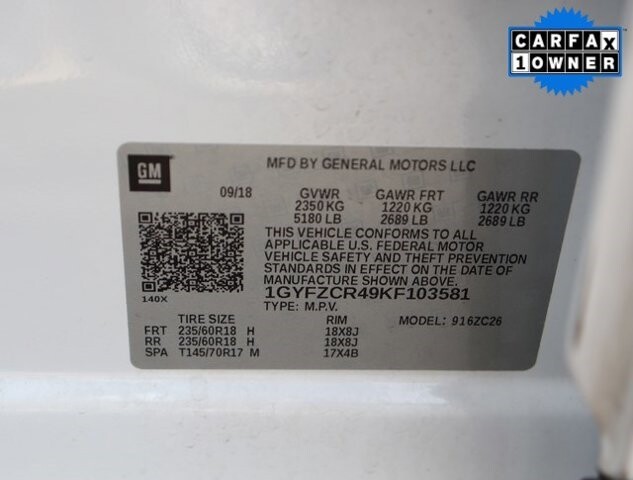 CARFAX
1 OWNER
GM
MFD BY GENERAL MOTORS LLC
09/18 GVWR GAWR FRT GAWR RR
2350 KG 1220 KG 1220 KG
5180 LB 2689 LB 2689 LB
THIS VEHICLE CONFORMS TO ALL
APPLICABLE U.S. FEDERAL MOTOR
VEHICLE SAFETY AND THEFT PREVENTION
STANDARDS IN EFFECT ON THE DATE OF
MANUFACTURE SHOWN ABOVE.
1GYFZCR49KF103581
140X
TYPE: M.P.V. MODEL: 916ZC26
TIRE SIZE RIM
FRT 235/60R18 H 18X8J
RR 235/60R18 H 18X8J
SPA T145/70R17 M 17X4B